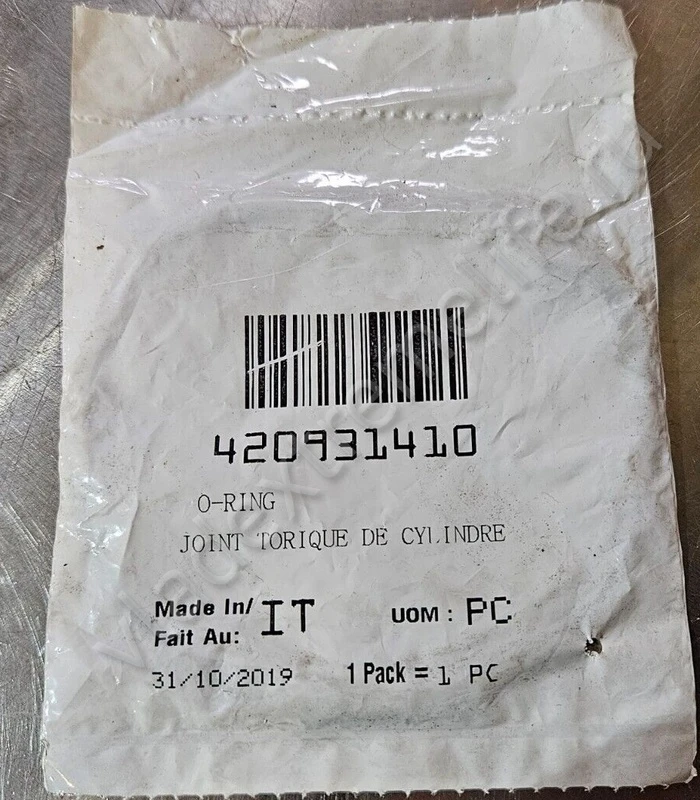 420931410
O-RING
JOINT TORIQUE DE CYLINDRE
Made In/ IT UOM : PC
Fait Au:
31/10/2019 1 Pack = 1 PC